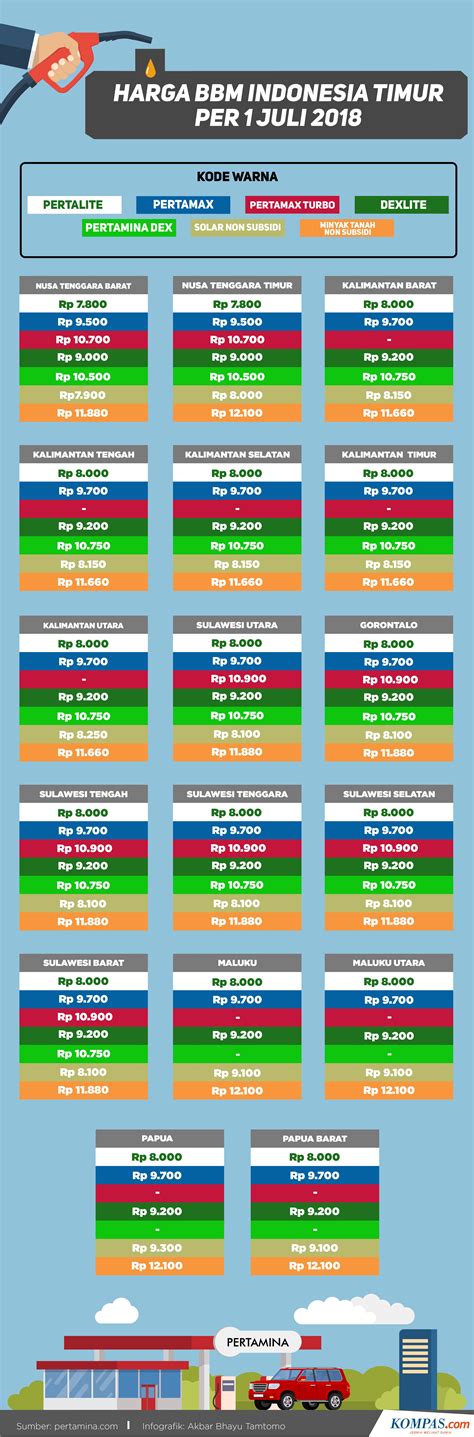 HARGA BBM INDONESIA TIMUR
PER 1 JULI 2018
KODE WARNA
PERTALITE
PERTAMAX
PERTAMAX TURBO
DEXLITE
PERTAMINA DEX
SOLAR NON SUBSIDI
MINYAK TANAH
NON SUBSIDI
NUSA TENGGARA BARAT
Rp 7.800
Rp 9.500
Rp 10.700
Rp 9.000
Rp 10.500
Rp7.900
Rp 11.880
NUSA TENGGARA TIMUR
Rp 7.800
Rp 9.500
Rp 10.700
Rp 9.000
Rp 10.500
Rp 8.000
Rp 12.100
KALIMANTAN BARAT
Rp 8.000
Rp 9.700
-
Rp 9.200
Rp 10.750
Rp 8.150
Rp 11.660
KALIMANTAN TENGAH
Rp 8.000
Rp 9.700
-
Rp 9.200
Rp 10.750
Rp 8.150
Rp 11.660
KALIMANTAN SELATAN
Rp 8.000
Rp 9.700
-
Rp 9.200
Rp 10.750
Rp 8.150
Rp 11.660
KALIMANTAN TIMUR
Rp 8.000
Rp 9.700
-
Rp 9.200
Rp 10.750
Rp 8.150
Rp 11.660
KALIMANTAN UTARA
Rp 8.000
Rp 9.700
-
Rp 9.200
Rp 10.750
Rp 8.250
Rp 11.660
SULAWESI UTARA
Rp 8.000
Rp 9.700
Rp 10.900
Rp 9.200
Rp 10.750
Rp 8.100
Rp 11.880
GORONTALO
Rp 8.000
Rp 9.700
Rp 10.900
Rp 9.200
Rp 10.750
Rp 8.100
Rp 11.880
SULAWESI TENGAH
Rp 8.000
Rp 9.700
Rp 10.900
Rp 9.200
Rp 10.750
Rp 8.100
Rp 11.880
SULAWESI TENGGARA
Rp 8.000
Rp 9.700
Rp 10.900
Rp 9.200
Rp 10.750
Rp 8.100
Rp 11.880
SULAWESI SELATAN
Rp 8.000
Rp 9.700
Rp 10.900
Rp 9.200
Rp 10.750
Rp 8.100
Rp 11.880
SULAWESI BARAT
Rp 8.000
Rp 9.700
Rp 10.900
Rp 9.200
Rp 10.750
Rp 8.100
Rp 11.880
MALUKU
Rp 8.000
Rp 9.700
-
Rp 9.200
-
Rp 9.100
Rp 12.100
MALUKU UTARA
Rp 8.000
Rp 9.700
-
Rp 9.200
-
Rp 9.100
Rp 12.100
PAPUA
Rp 8.000
Rp 9.700
-
Rp 9.200
-
Rp 9.300
Rp 12.100
PAPUA BARAT
Rp 8.000
Rp 9.700
-
Rp 9.200
-
Rp 9.100
Rp 12.100
PERTAMINA
Sumber: pertamina.com | Infografik: Akbar Bhayu Tamtomo
KOMPAS.com
JERNIH MELIHAT DUNIA